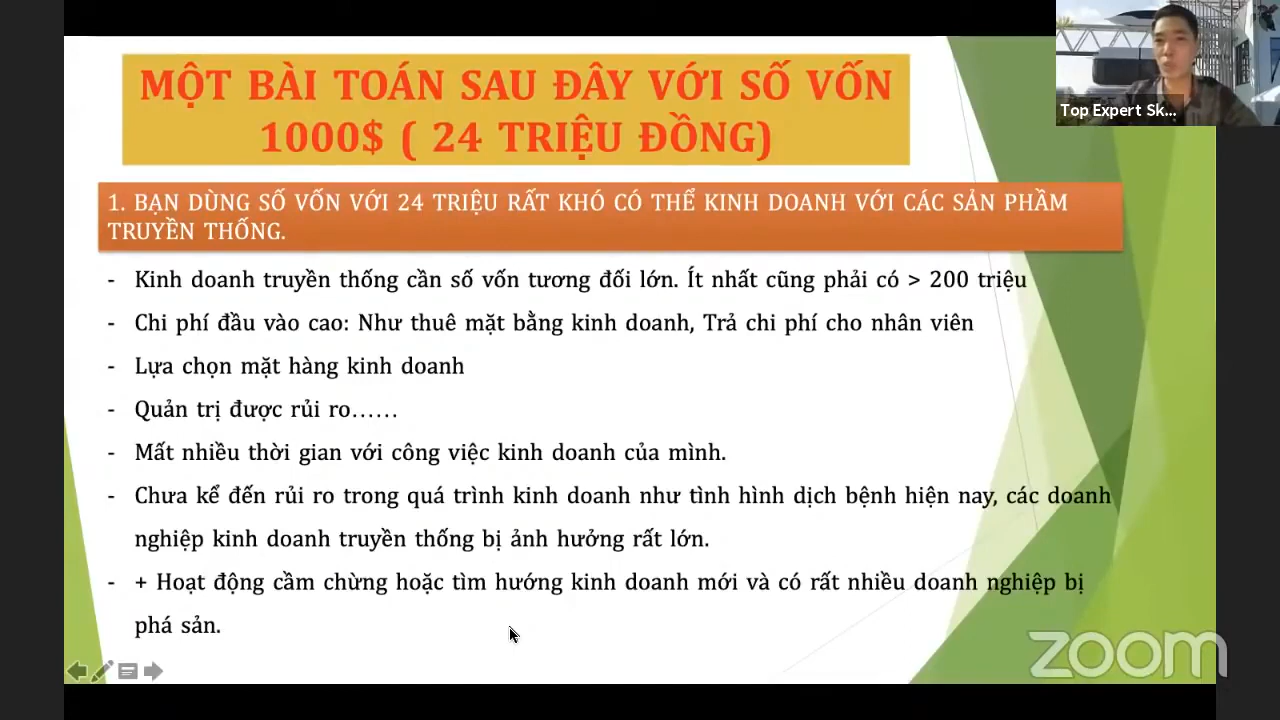 MỘT BÀI TOÁN SAU ĐÂY VỚI SỐ VỐN
1000$ ( 24 TRIỆU ĐỒNG)
Top Expert Sk...
1. BẠN DÙNG SỐ VỐN VỚI 24 TRIỆU RẤT KHÓ CÓ THỂ KINH DOANH VỚI CÁC SẢN PHẦM
TRUYỀN THỐNG.
- Kinh doanh truyền thống cần số vốn tương đối lớn. Ít nhất cũng phải có > 200 triệu
- Chi phí đầu vào cao: Như thuê mặt bằng kinh doanh, Trả chi phí cho nhân viên
- Lựa chọn mặt hàng kinh doanh
- Quản trị được rủi ro......
- Mất nhiều thời gian với công việc kinh doanh của mình.
- Chưa kể đến rủi ro trong quá trình kinh doanh như tình hình dịch bệnh hiện nay, các doanh
nghiệp kinh doanh truyền thống bị ảnh hưởng rất lớn.
- + Hoạt động cầm chừng hoặc tìm hướng kinh doanh mới và có rất nhiều doanh nghiệp bị
phá sản.
zoom